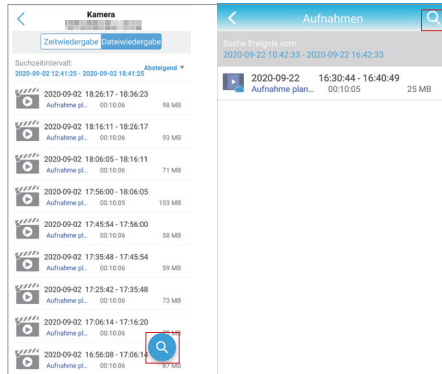 Kamera
Zeitwiedergabe Dateiwiedergabe
Suchzeitintervall:
2020-09-02 12:41:25 - 2020-09-02 18:41:25 Absteigend
2020-09-02 18:26:17 - 18:36:23
Aufnahme pl... 00:10:06 98 MB
2020-09-02 18:16:11 - 18:26:17
Aufnahme pl... 00:10:06 93 MB
2020-09-02 18:06:05 - 18:16:11
Aufnahme pl... 00:10:06 71 MB
2020-09-02 17:56:00 - 18:06:05
Aufnahme pl... 00:10:05 103 MB
2020-09-02 17:45:54 - 17:56:00
Aufnahme pl... 00:10:06 58 MB
2020-09-02 17:35:48 - 17:45:54
Aufnahme pl... 00:10:06 59 MB
2020-09-02 17:25:42 - 17:35:48
Aufnahme pl... 00:10:06 73 MB
2020-09-02 17:06:14 - 17:16:20
Aufnahme pl... 00:10:06 MB
2020-09-02 16:56:08 - 17:06:14
Aufnahme pl... 00:10:06 87 MB
Aufnahmen
Suche Ereignis vom:
2020-09-22 10:42:33 - 2020-09-22 16:42:33
2020-09-22 16:30:44 - 16:40:49
Aufnahme plan... 00:10:05 25 MB